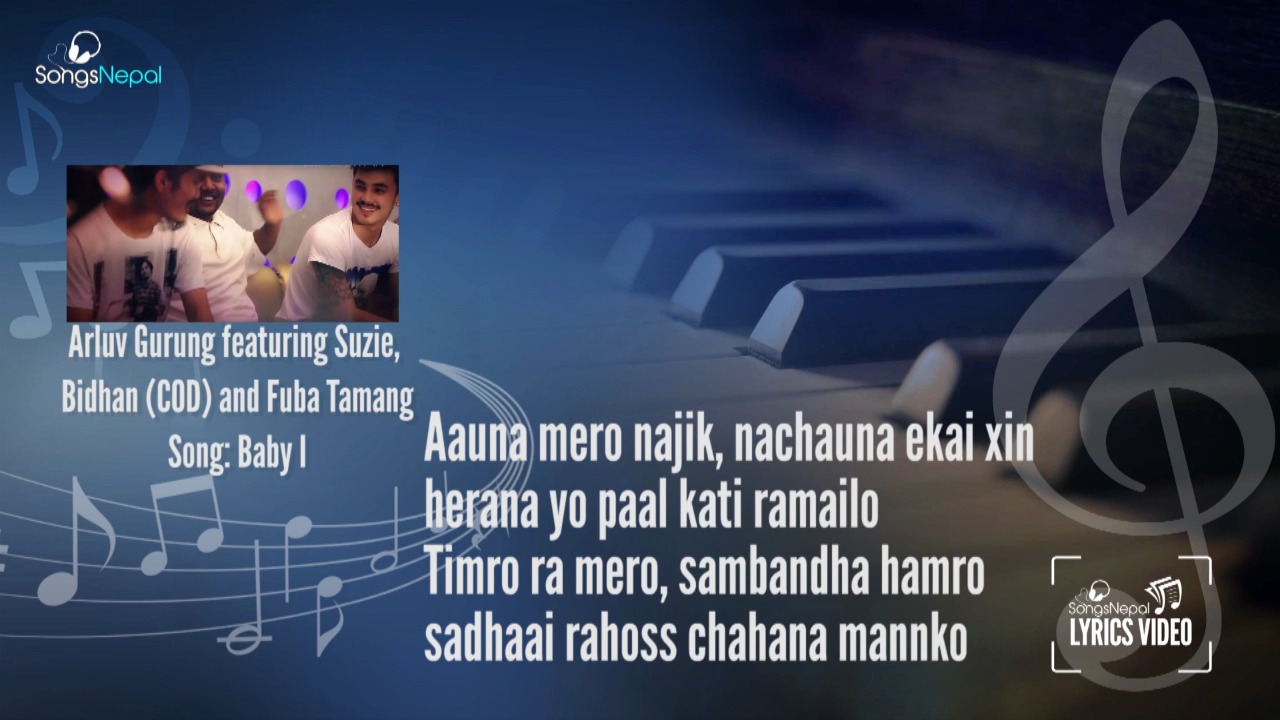 SongsNepal
Arluv Gurung featuring Suzie,
Bidhan (COD) and Fuba Tamang
Song: Baby I
Aauna mero najik, nachauna ekai xin
herana yo paal kati ramailo
Timro ra mero, sambandha hamro
sadhaai rahoss chahana mannko
SongsNepal
LYRICS VIDEO